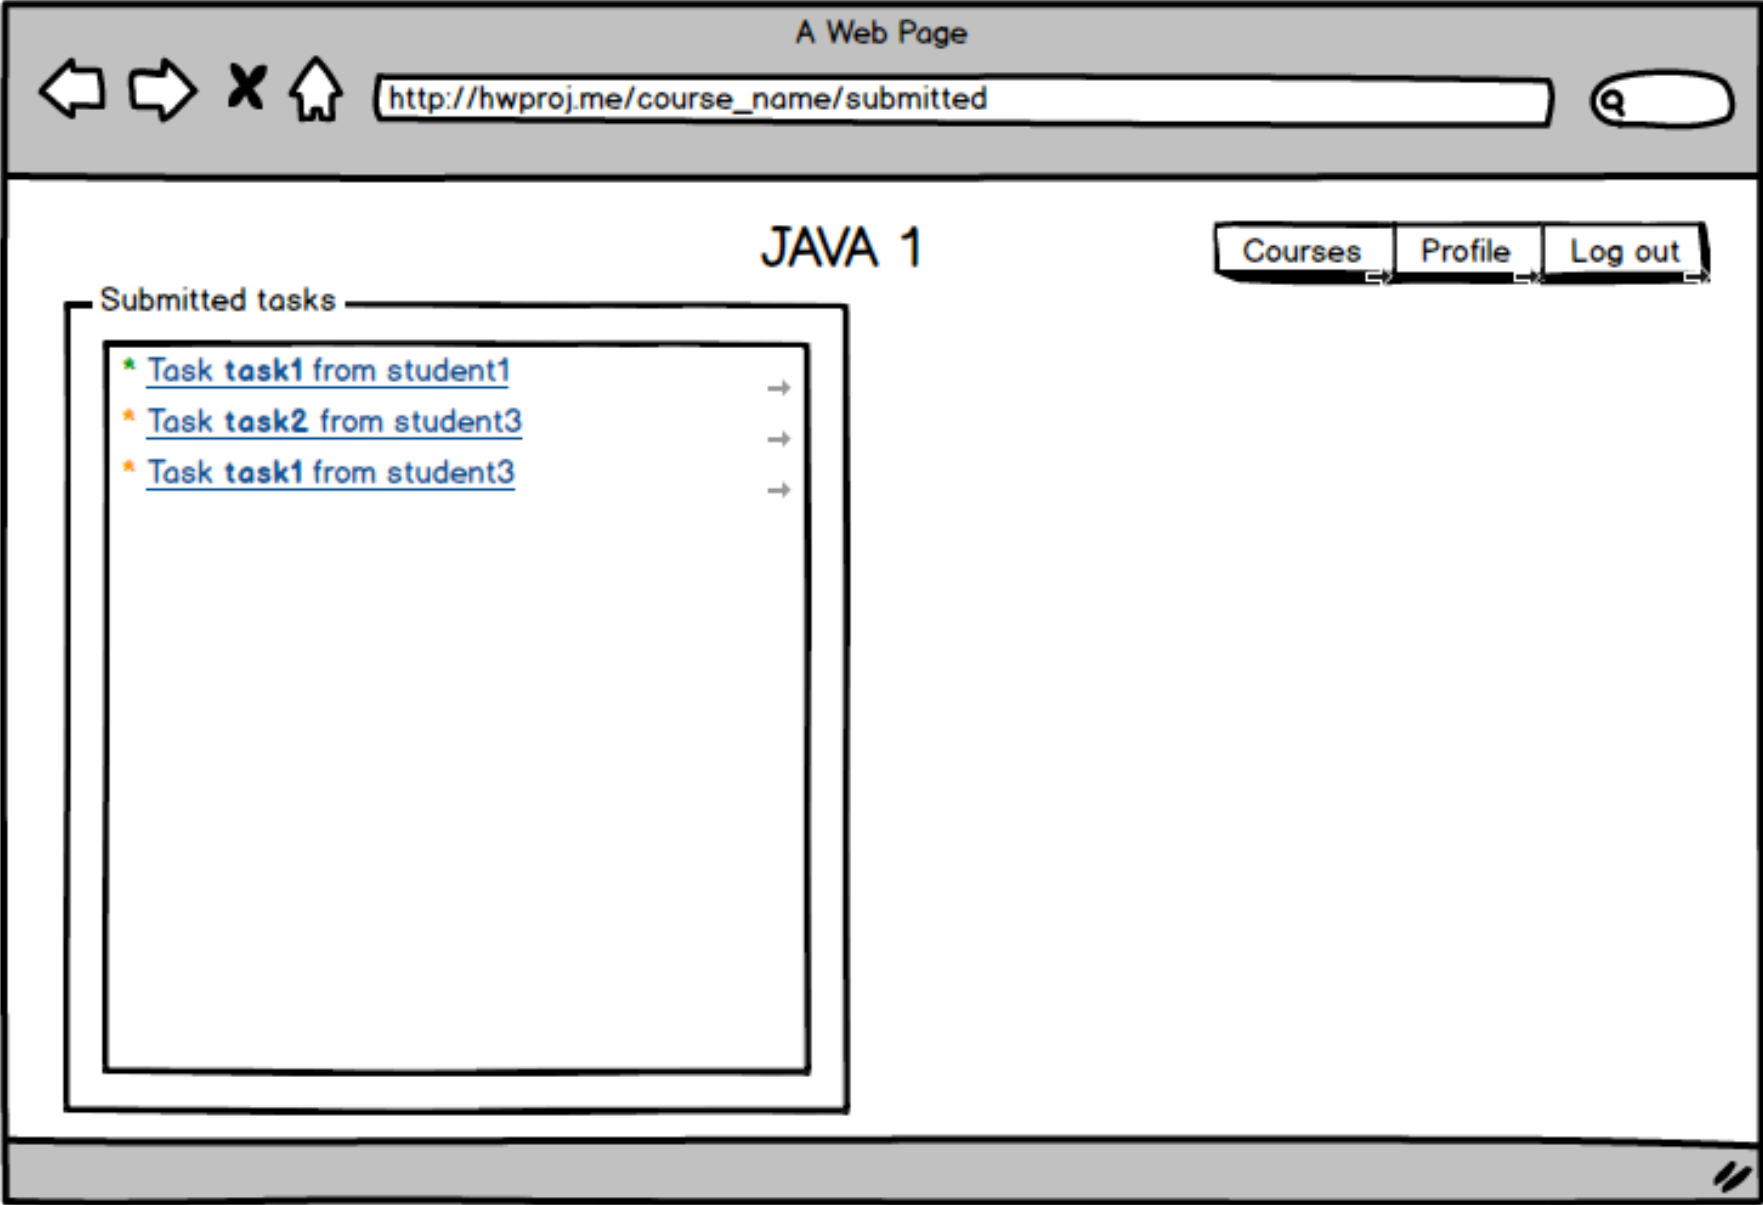 A Web Page
http://hwproj.me/course_name/submitted
JAVA 1
Courses Profile Log out
Submitted tasks
* Task task1 from student1
* Task task2 from student3
* Task task1 from student3